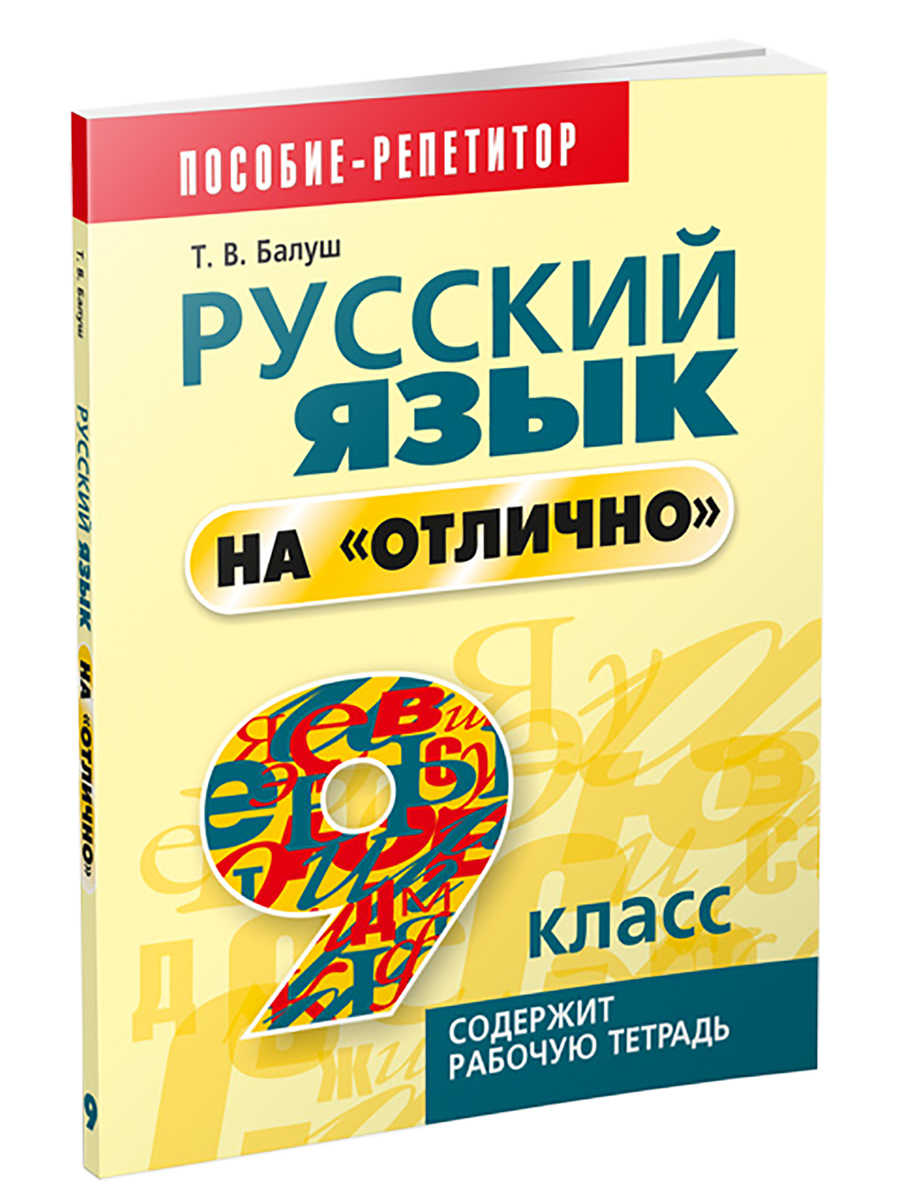 ПОСОБИЕ-РЕПЕТИТОР
Т. В. Балуш
РУССКИЙ
ЯЗЫК
НА «ОТЛИЧНО»
9
класс
СОДЕРЖИТ
РАБОЧУЮ ТЕТРАДЬ
Т. В. Балуш
РУССКИЙ ЯЗЫК НА «ОТЛИЧНО»
9